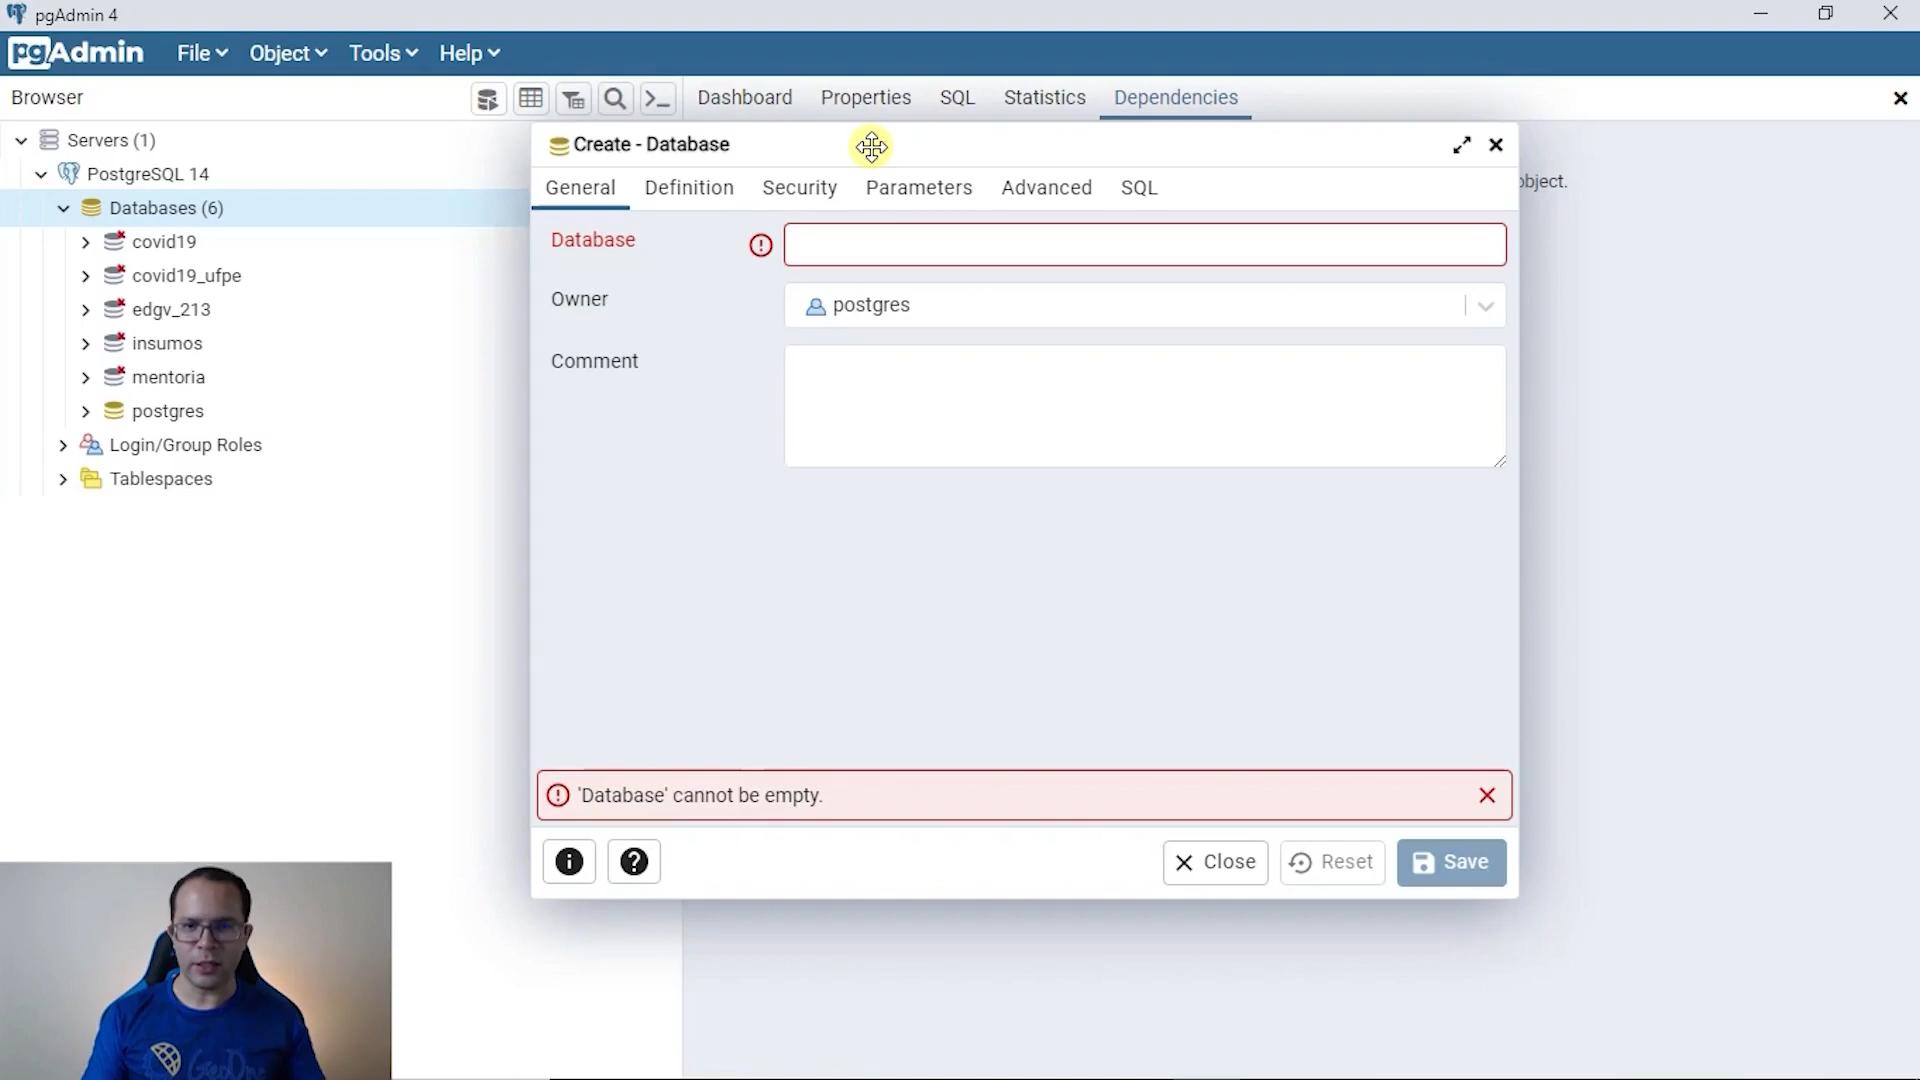 pgAdmin 4
pgAdmin File Object Tools Help
Browser
Dashboard Properties SQL Statistics Dependencies
Servers (1)
PostgreSQL 14
Databases (6)
covid19
covid19_ufpe
edgv_213
insumos
mentoria
postgres
Login/Group Roles
Tablespaces
object.
Create - Database
General Definition Security Parameters Advanced SQL
Database
Owner
postgres
Comment
'Database' cannot be empty.
Close Reset Save